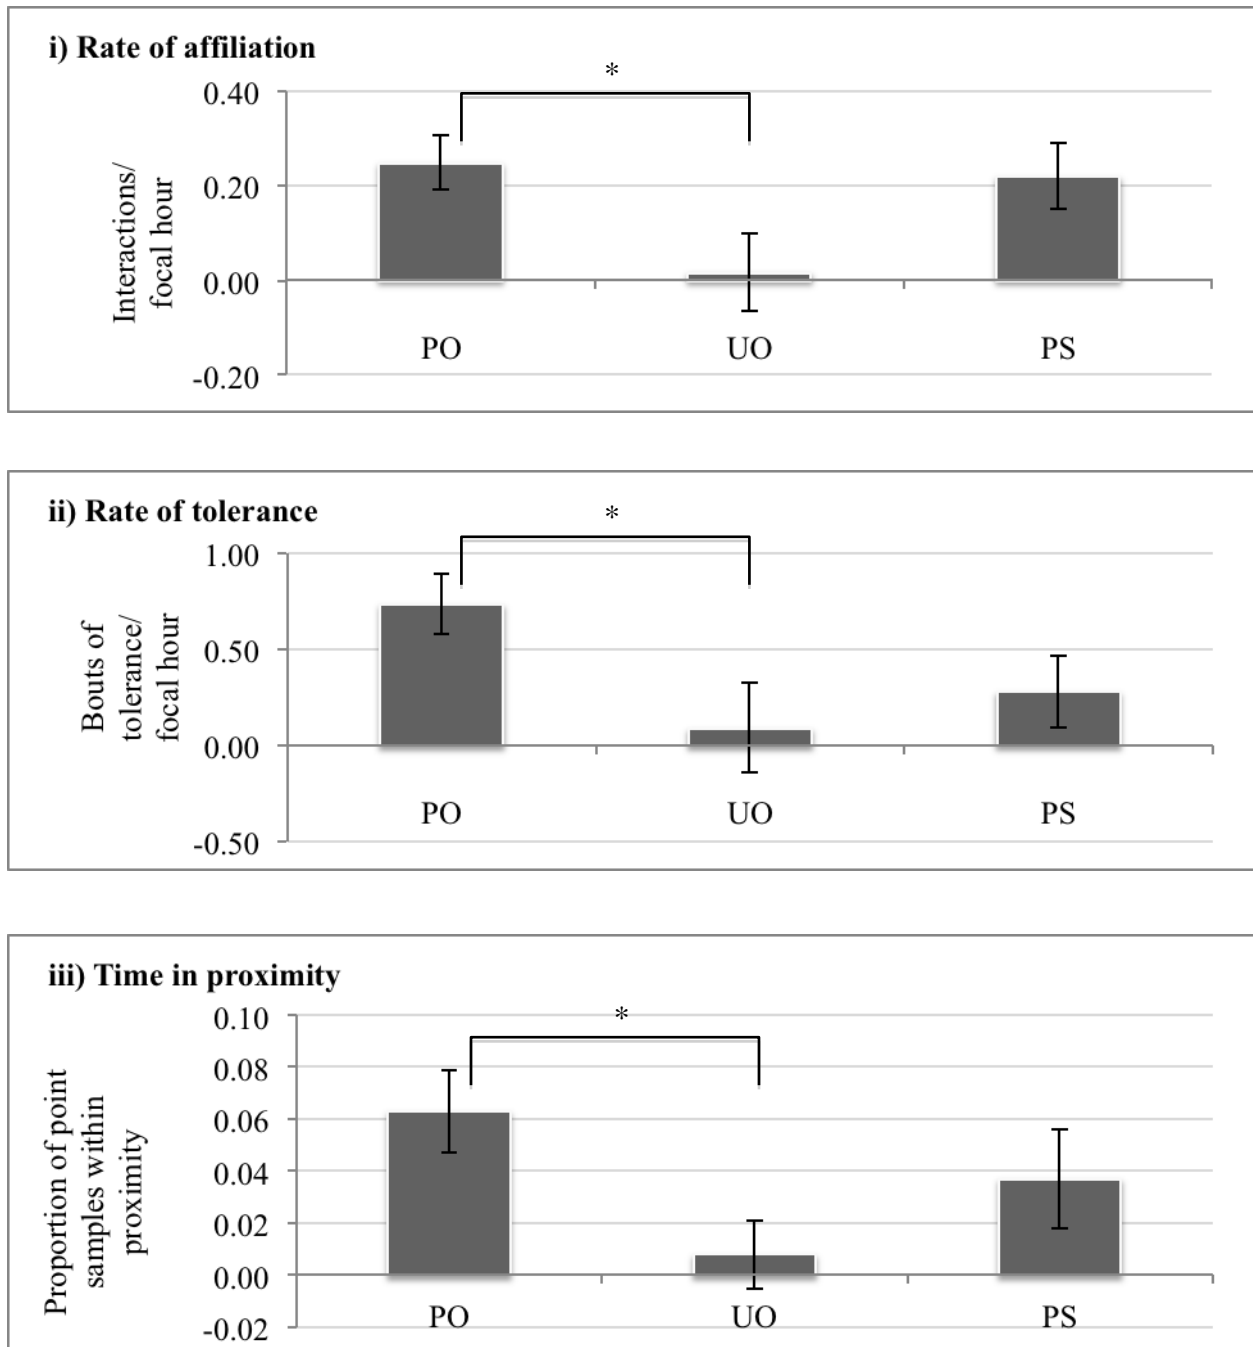 i) Rate of affiliation
*
0.40
0.20
0.00
-0.20
Interactions/
focal hour
PO UO PS
ii) Rate of tolerance
*
1.00
0.50
0.00
-0.50
Bouts of
tolerance/
focal hour
PO UO PS
iii) Time in proximity
*
0.10
0.08
0.06
0.04
0.02
0.00
-0.02
Proportion of point
samples within
proximity
PO UO PS